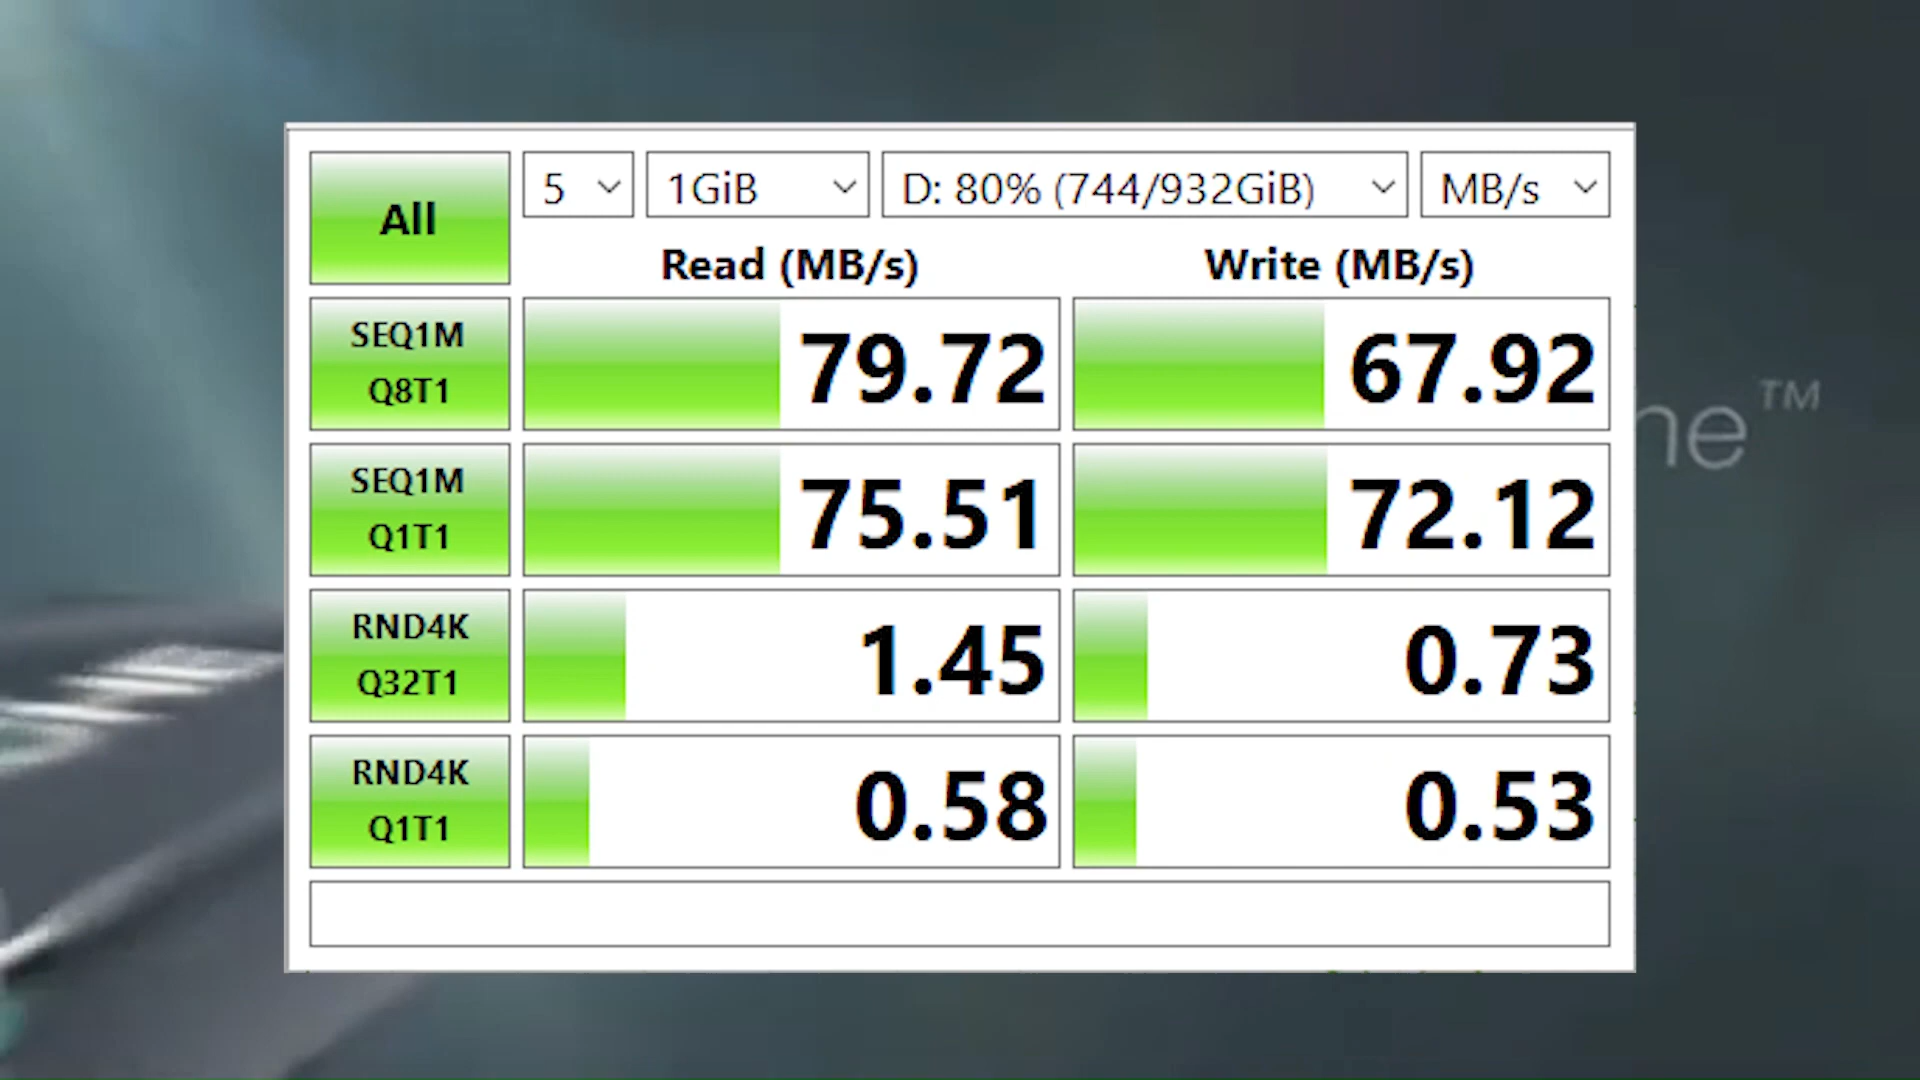 All
5
1GiB
D: 80% (744/932GiB)
MB/s
Read (MB/s)
Write (MB/s)
SEQ1M
Q8T1
79.72
67.92
SEQ1M
Q1T1
75.51
72.12
RND4K
Q32T1
1.45
0.73
RND4K
Q1T1
0.58
0.53
ne™